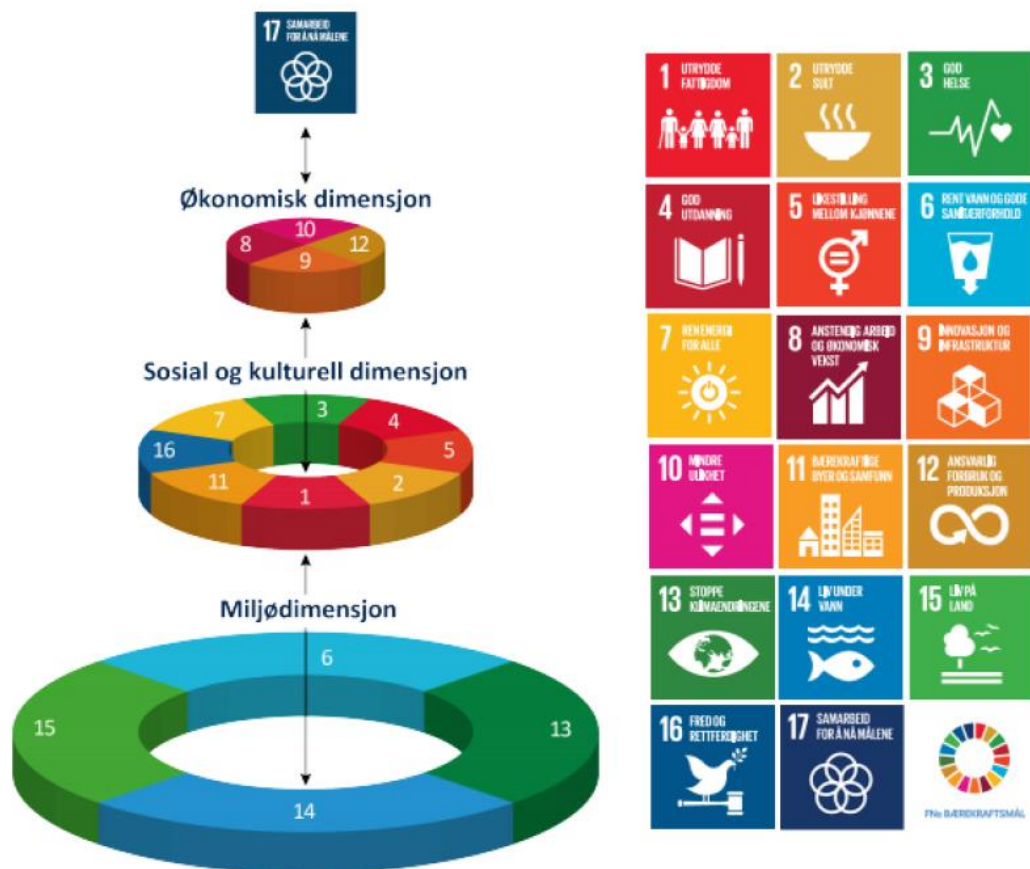 17 SAMARBEID
FOR Å NÅ MÅLENE
Økonomisk dimensjon
10
8
12
9
Sosial og kulturell dimensjon
3
7
4
16
5
11
2
1
Miljødimensjon
6
15
13
14
1 UTRYDDE
FATTIGDOM
2 UTRYDDE
SULT
3 GOD
HELSE
4 GOD
UTDANNING
5 LIKESTILLING
MELLOM KJØNNENE
6 RENT VANN OG GODE
SANITÆRFORHOLD
7 REN ENERGI
FOR ALLE
8 ANSTENDIG ARBEID
OG ØKONOMISK
VEKST
9 INNOVASJON OG
INFRASTRUKTUR
10 MINDRE
ULIKHET
11 BÆREKRAFTIGE
BYER OG SAMFUNN
12 ANSVARLIG
FORBRUK OG
PRODUKSJON
13 STOPPE
KLIMAENDRINGENE
14 LIV UNDER
VANN
15 LIV PÅ
LAND
16 FRED OG
RETTFERDIGHET
17 SAMARBEID
FOR Å NÅ MÅLENE
FNs BÆREKRAFTSMÅL